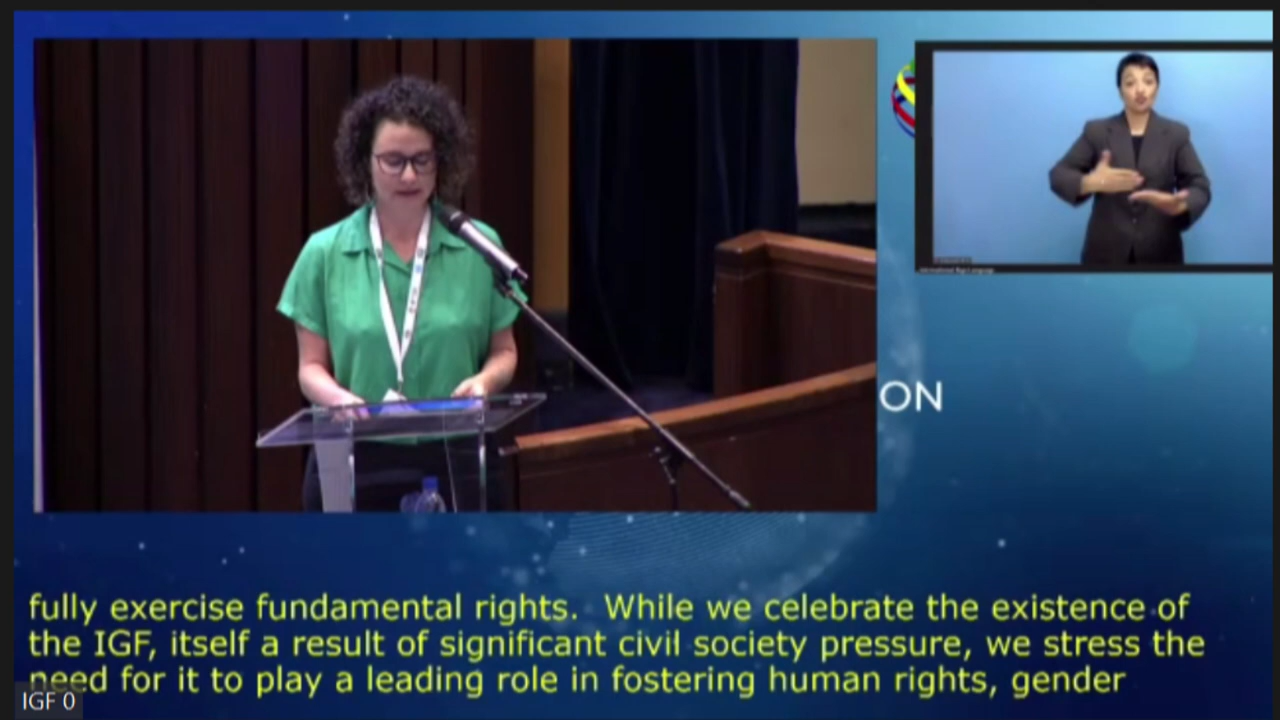 ON
fully exercise fundamental rights.  While we celebrate the existence of
the IGF, itself a result of significant civil society pressure, we stress the
need for it to play a leading role in fostering human rights, gender
IGF 0